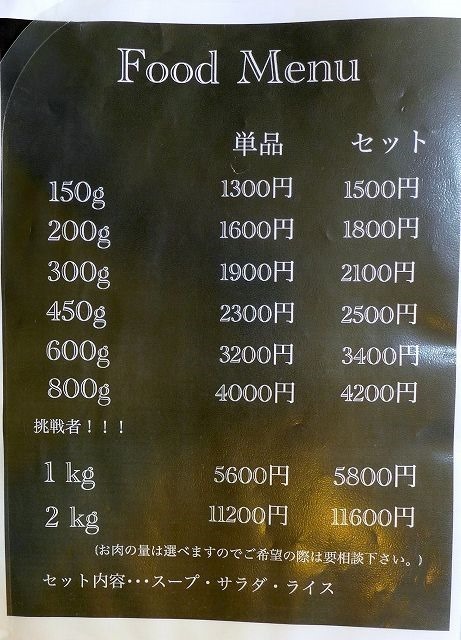 Food Menu
単品 セット
150g 1300円 1500円
200g 1600円 1800円
300g 1900円 2100円
450g 2300円 2500円
600g 3200円 3400円
800g 4000円 4200円
挑戦者！！！
1 kg 5600円 5800円
2 kg 11200円 11600円
(お肉の量は選べますのでご希望の際は要相談下さい。)
セット内容･･･スープ・サラダ・ライス